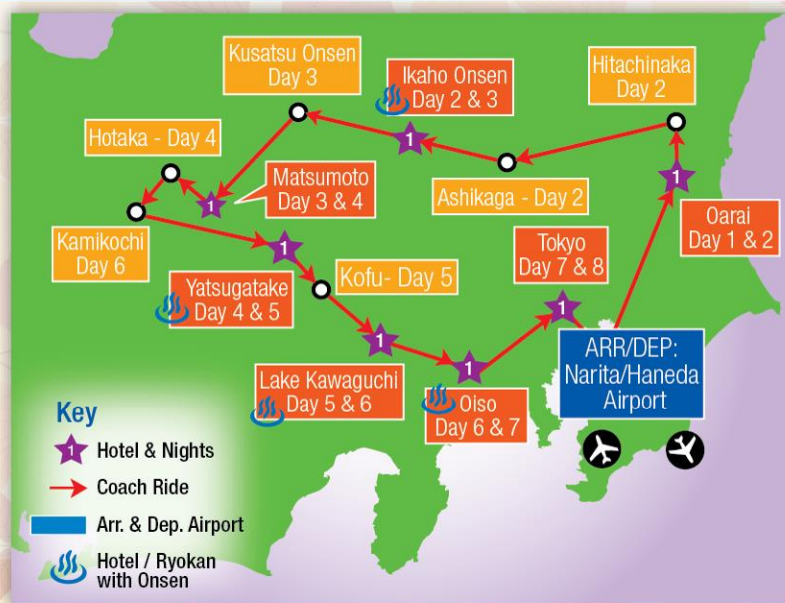 Kusatsu Onsen
Day 3
Ikaho Onsen
Day 2 & 3
Hitachinaka
Day 2
Hotaka - Day 4
1
1
Matsumoto
Day 3 & 4
1
Ashikaga - Day 2
1
Oarai
Day 1 & 2
Kamikochi
Day 6
1
Yatsugatake
Day 4 & 5
Kofu- Day 5
Tokyo
Day 7 & 8
1
1
Lake Kawaguchi
Day 5 & 6
1
Oiso
Day 6 & 7
ARR/DEP:
Narita/Haneda
Airport
Key
1 Hotel & Nights
Coach Ride
Arr. & Dep. Airport
Hotel / Ryokan
with Onsen